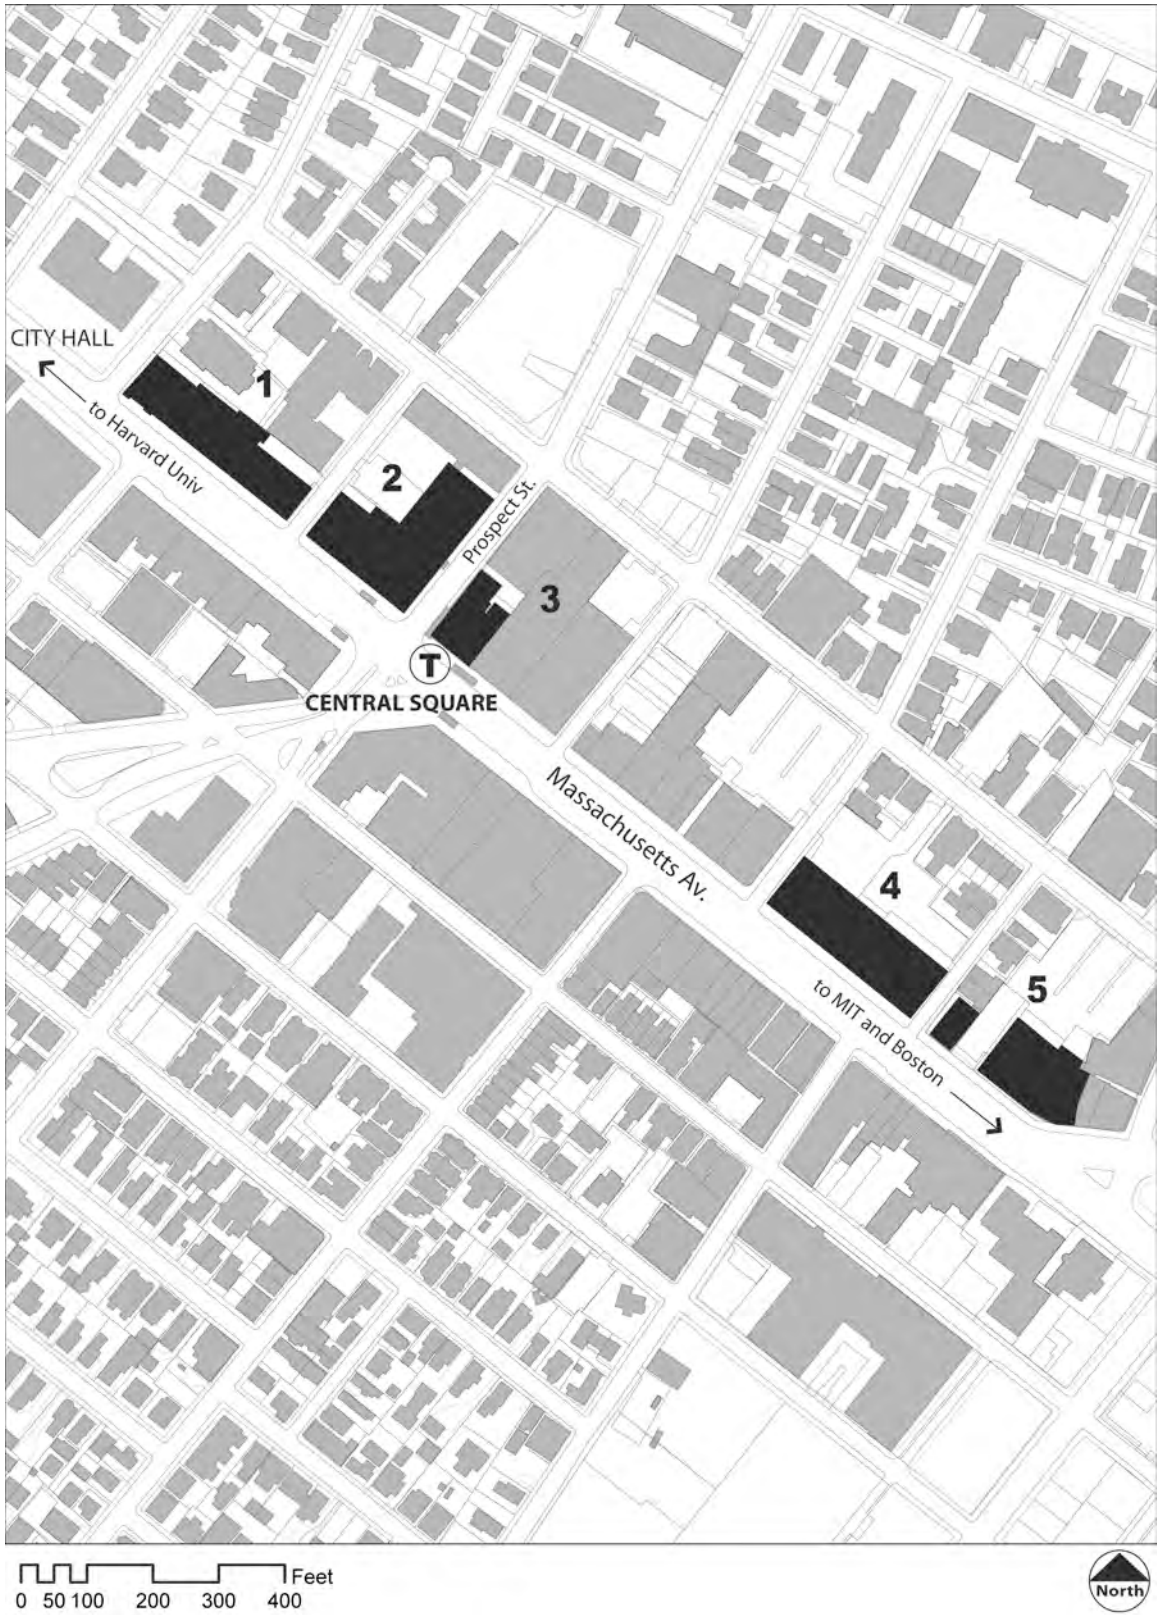 CITY HALL
1
to Harvard Univ
2
Prospect St.
3
T
CENTRAL SQUARE
Massachusetts Av.
4
5
to MIT and Boston
Feet
0 50 100 200 300 400
North